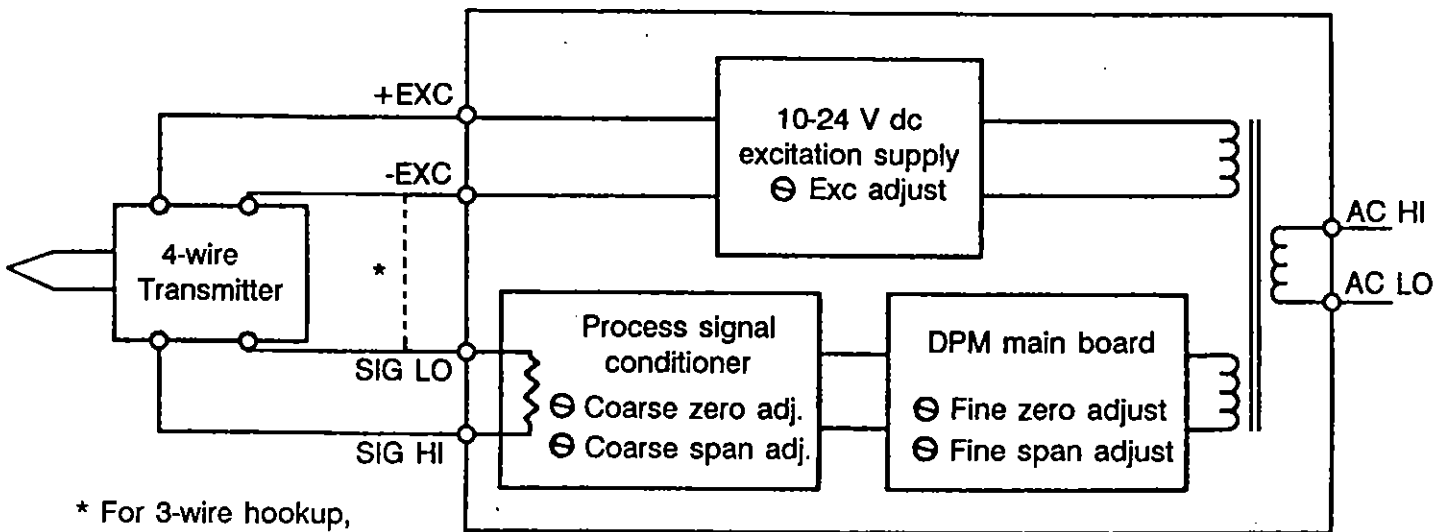 +EXC
-EXC
10-24 V dc
excitation supply
⊖ Exc adjust
AC HI
AC LO
4-wire
Transmitter
*
SIG LO
SIG HI
Process signal
conditioner
⊖ Coarse zero adj.
⊖ Coarse span adj.
DPM main board
⊖ Fine zero adjust
⊖ Fine span adjust
* For 3-wire hookup,